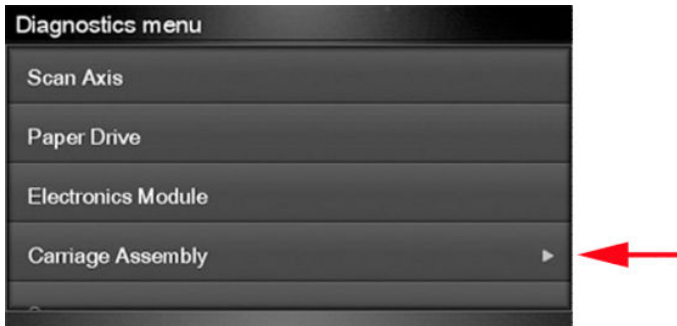 Diagnostics menu
Scan Axis
Paper Drive
Electronics Module
Carriage Assembly